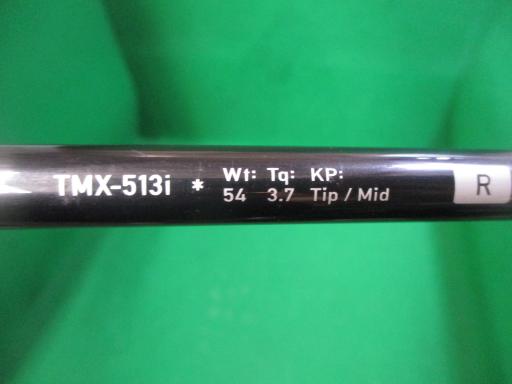 TMX-513i * Wt: Tq: KP:
54 3.7 Tip / Mid
R